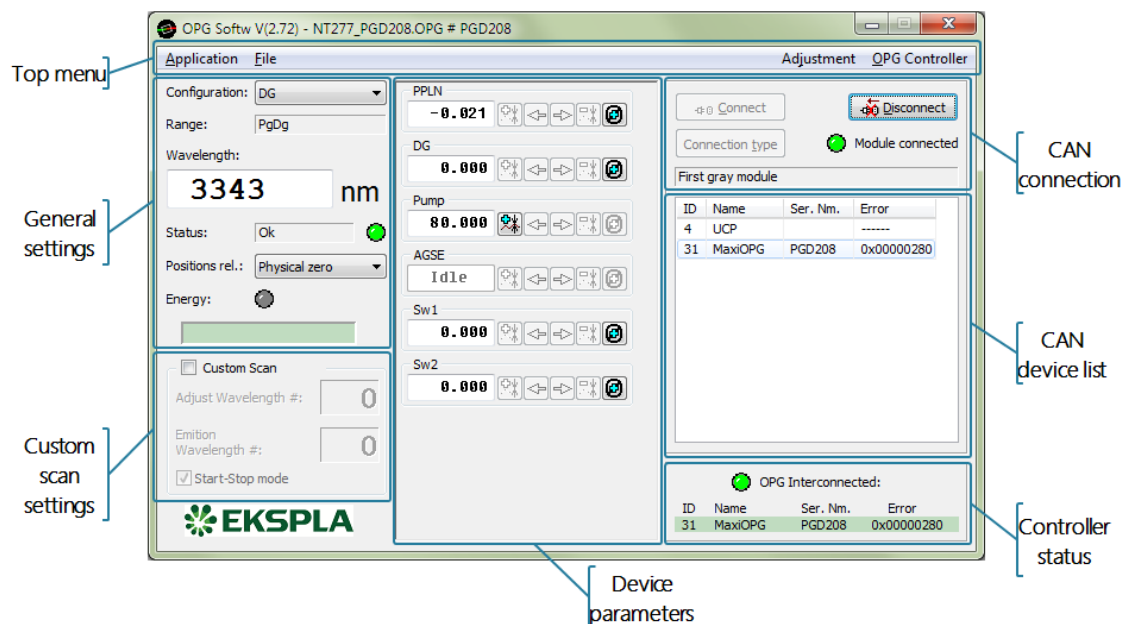 OPG Softw V(2.72) - NT277_PGD208.OPG # PGD208
Application File Adjustment OPG Controller
Top menu
Configuration: DG
Range: PgDg
Wavelength:
3343 nm
Status: Ok
Positions rel.: Physical zero
Energy:
General
settings
Custom Scan
Adjust Wavelength #: 0
Emition
Wavelength #: 0
Start-Stop mode
Custom
scan
settings
EKSPLA
PPLN
-0.021
DG
0.000
Pump
80.000
AGSE
Idle
Sw1
0.000
Sw2
0.000
Device
parameters
Connect Disconnect
Connection type Module connected
First gray module
CAN
connection
ID Name Ser. Nm. Error
4 UCP ------
31 MaxiOPG PGD208 0x00000280
CAN
device list
OPG Interconnected:
ID Name Ser. Nm. Error
31 MaxiOPG PGD208 0x00000280
Controller
status